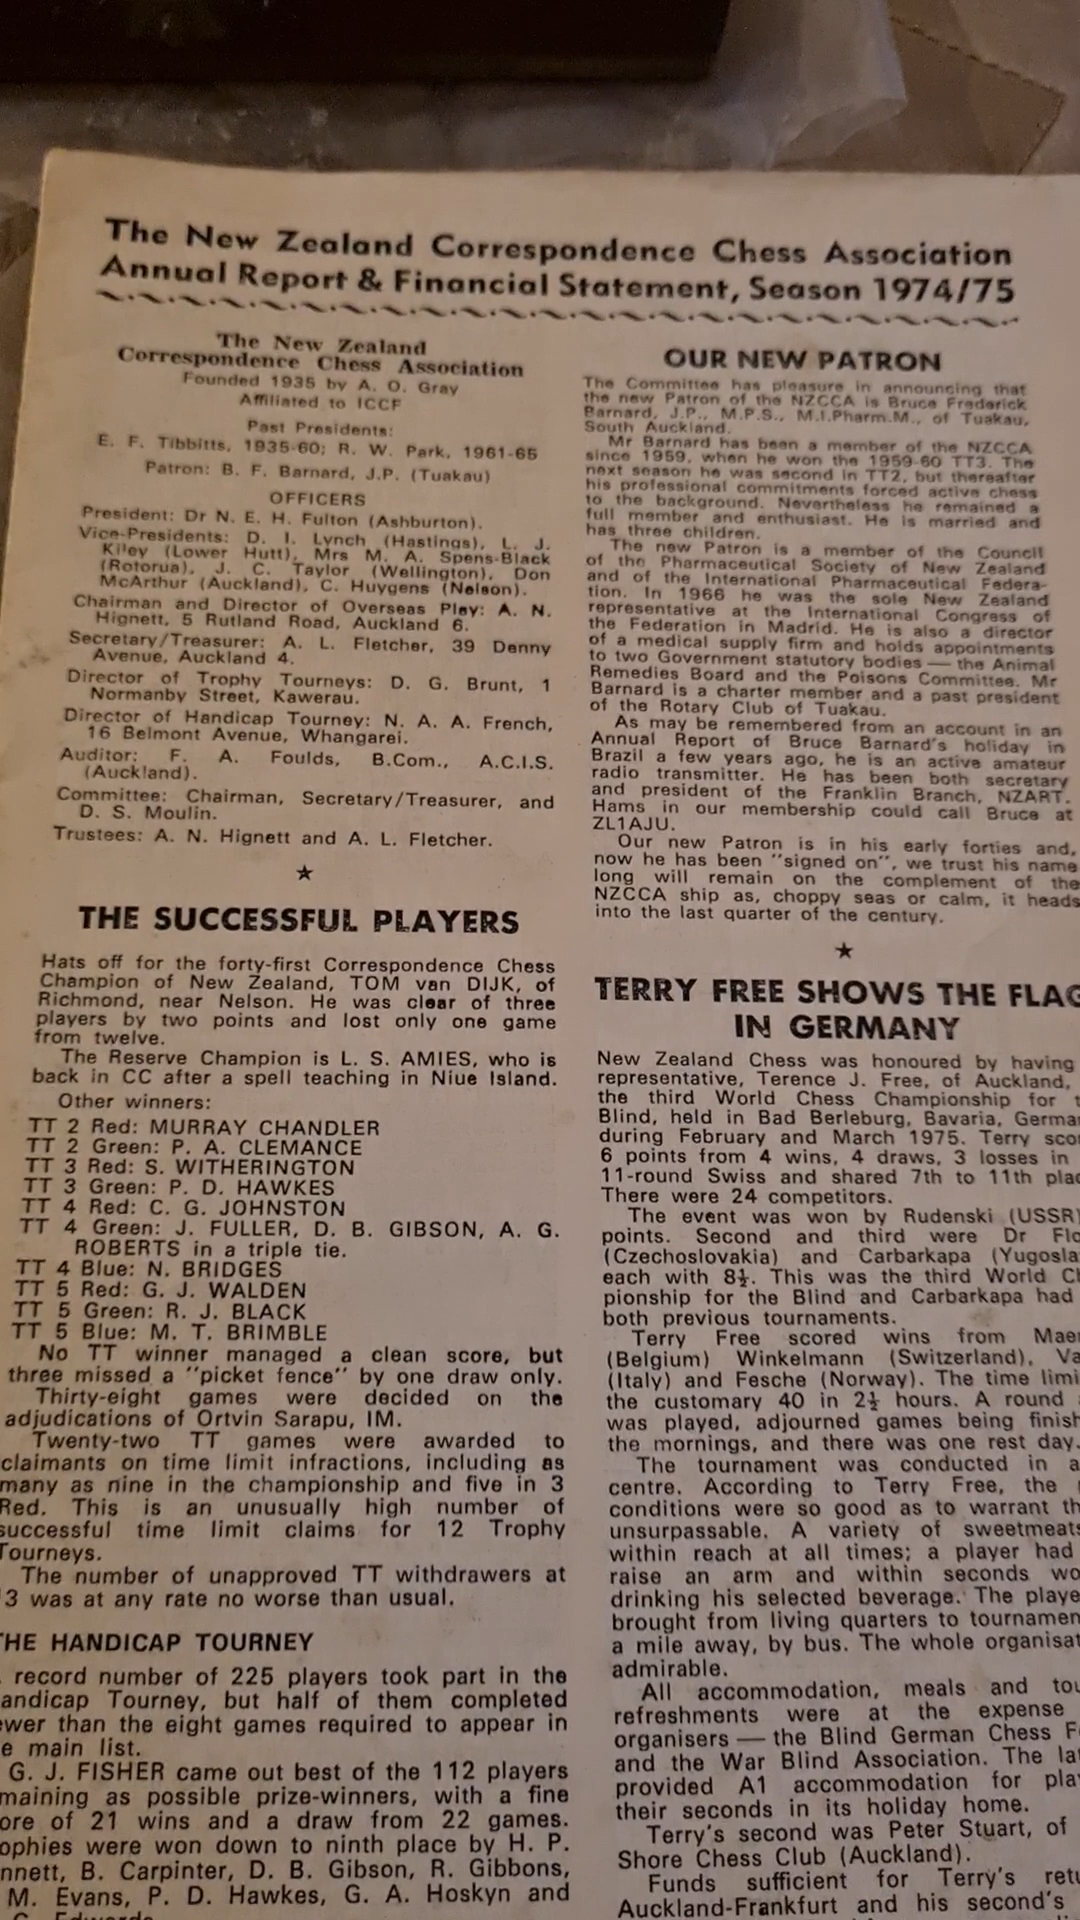 The New Zealand Correspondence Chess Association
Annual Report & Financial Statement, Season 1974/75
The New Zealand
Correspondence Chess Association
Founded 1935 by A. O. Gray
Affiliated to ICCF
Past Presidents:
E. F. Tibbitts, 1935-60; R. W. Park, 1961-65
Patron: B. F. Barnard, J.P. (Tuakau)
OFFICERS
President: Dr N. E. H. Fulton (Ashburton).
Vice-Presidents: D. I. Lynch (Hastings), L. J.
Kiley (Lower Hutt), Mrs M. A. Spens-Black
(Rotorua), J. C. Taylor (Wellington), Don
McArthur (Auckland), C. Huygens (Nelson).
Chairman and Director of Overseas Play: A. N.
Hignett, 5 Rutland Road, Auckland 6.
Secretary/Treasurer: A. L. Fletcher, 39 Denny
Avenue, Auckland 4.
Director of Trophy Tourneys: D. G. Brunt, 1
Normanby Street, Kawerau.
Director of Handicap Tourney: N. A. A. French,
16 Belmont Avenue, Whangarei.
Auditor: F. A. Foulds, B.Com., A.C.I.S.
(Auckland).
Committee: Chairman, Secretary/Treasurer, and
D. S. Moulin.
Trustees: A. N. Hignett and A. L. Fletcher.
★
THE SUCCESSFUL PLAYERS
Hats off for the forty-first Correspondence Chess
Champion of New Zealand, TOM van DIJK, of
Richmond, near Nelson. He was clear of three
players by two points and lost only one game
from twelve.
The Reserve Champion is L. S. AMIES, who is
back in CC after a spell teaching in Niue Island.
Other winners:
TT 2 Red: MURRAY CHANDLER
TT 2 Green: P. A. CLEMANCE
TT 3 Red: S. WITHERINGTON
TT 3 Green: P. D. HAWKES
TT 4 Red: C. G. JOHNSTON
TT 4 Green: J. FULLER, D. B. GIBSON, A. G.
ROBERTS in a triple tie.
TT 4 Blue: N. BRIDGES
TT 5 Red: G. J. WALDEN
TT 5 Green: R. J. BLACK
TT 5 Blue: M. T. BRIMBLE
No TT winner managed a clean score, but
three missed a "picket fence" by one draw only.
Thirty-eight games were decided on the
adjudications of Ortvin Sarapu, IM.
Twenty-two TT games were awarded to
claimants on time limit infractions, including as
many as nine in the championship and five in 3
Red. This is an unusually high number of
successful time limit claims for 12 Trophy
Tourneys.
The number of unapproved TT withdrawers at
3 was at any rate no worse than usual.
HE HANDICAP TOURNEY
record number of 225 players took part in the
andicap Tourney, but half of them completed
ewer than the eight games required to appear in
e main list.
G. J. FISHER came out best of the 112 players
maining as possible prize-winners, with a fine
ore of 21 wins and a draw from 22 games.
ophies were won down to ninth place by H. P.
nnett, B. Carpinter, D. B. Gibson, R. Gibbons,
M. Evans, P. D. Hawkes, G. A. Hoskyn and
OUR NEW PATRON
The Committee has pleasure in announcing that
the new Patron of the NZCCA is Bruce Frederick
Barnard, J.P., M.P.S., M.I.Pharm.M., of Tuakau,
South Auckland.
Mr Barnard has been a member of the NZCCA
since 1959, when he won the 1959-60 TT3. The
next season he was second in TT2, but thereafter
his professional commitments forced active chess
to the background. Nevertheless he remained a
full member and enthusiast. He is married and
has three children.
The new Patron is a member of the Council
of the Pharmaceutical Society of New Zealand
and of the International Pharmaceutical Federa-
tion. In 1966 he was the sole New Zealand
representative at the International Congress of
the Federation in Madrid. He is also a director
of a medical supply firm and holds appointments
to two Government statutory bodies — the Animal
Remedies Board and the Poisons Committee. Mr
Barnard is a charter member and a past president
of the Rotary Club of Tuakau.
As may be remembered from an account in an
Annual Report of Bruce Barnard's holiday in
Brazil a few years ago, he is an active amateur
radio transmitter. He has been both secretary
and president of the Franklin Branch, NZART.
Hams in our membership could call Bruce at
ZL1AJU.
Our new Patron is in his early forties and,
now he has been "signed on", we trust his name
long will remain on the complement of the
NZCCA ship as, choppy seas or calm, it heads
into the last quarter of the century.
★
TERRY FREE SHOWS THE FLAG
IN GERMANY
New Zealand Chess was honoured by having
representative, Terence J. Free, of Auckland,
the third World Chess Championship for t
Blind, held in Bad Berleburg, Bavaria, Germa
during February and March 1975. Terry sco
6 points from 4 wins, 4 draws, 3 losses in
11-round Swiss and shared 7th to 11th plac
There were 24 competitors.
The event was won by Rudenski (USSR)
points. Second and third were Dr Flo
(Czechoslovakia) and Carbarkapa (Yugosla
each with 8½. This was the third World Ch
pionship for the Blind and Carbarkapa had
both previous tournaments.
Terry Free scored wins from Mae
(Belgium) Winkelmann (Switzerland), Va
(Italy) and Fesche (Norway). The time limi
the customary 40 in 2½ hours. A round
was played, adjourned games being finish
the mornings, and there was one rest day.
The tournament was conducted in a
centre. According to Terry Free, the
conditions were so good as to warrant th
unsurpassable. A variety of sweetmeats
within reach at all times; a player had
raise an arm and within seconds wo
drinking his selected beverage. The playe
brought from living quarters to tournamen
a mile away, by bus. The whole organisat
admirable.
All accommodation, meals and tou
refreshments were at the expense
organisers — the Blind German Chess F
and the War Blind Association. The lat
provided A1 accommodation for play
their seconds in its holiday home.
Terry's second was Peter Stuart, of
Shore Chess Club (Auckland).
Funds sufficient for Terry's retu
Auckland-Frankfurt and his second's